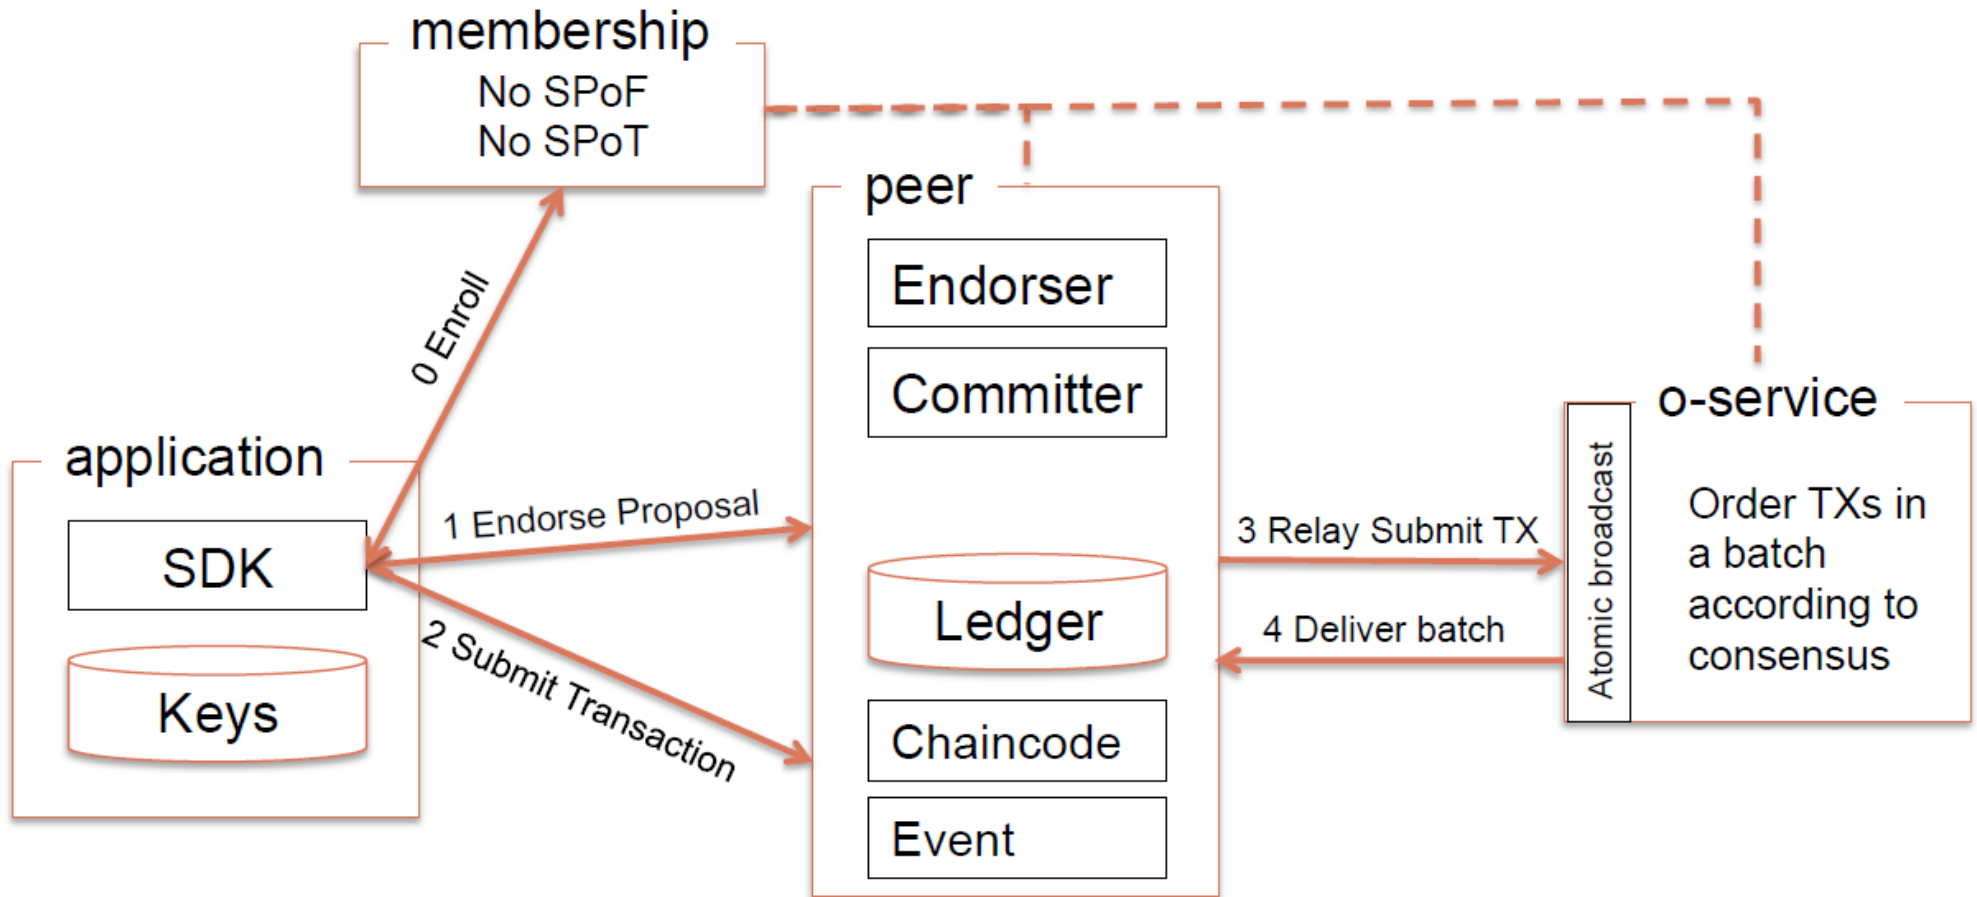 membership
No SPoF
No SPoT
0 Enroll
application
SDK
Keys
1 Endorse Proposal
2 Submit Transaction
peer
Endorser
Committer
Ledger
Chaincode
Event
3 Relay Submit TX
4 Deliver batch
o-service
Atomic broadcast
Order TXs in
a batch
according to
consensus